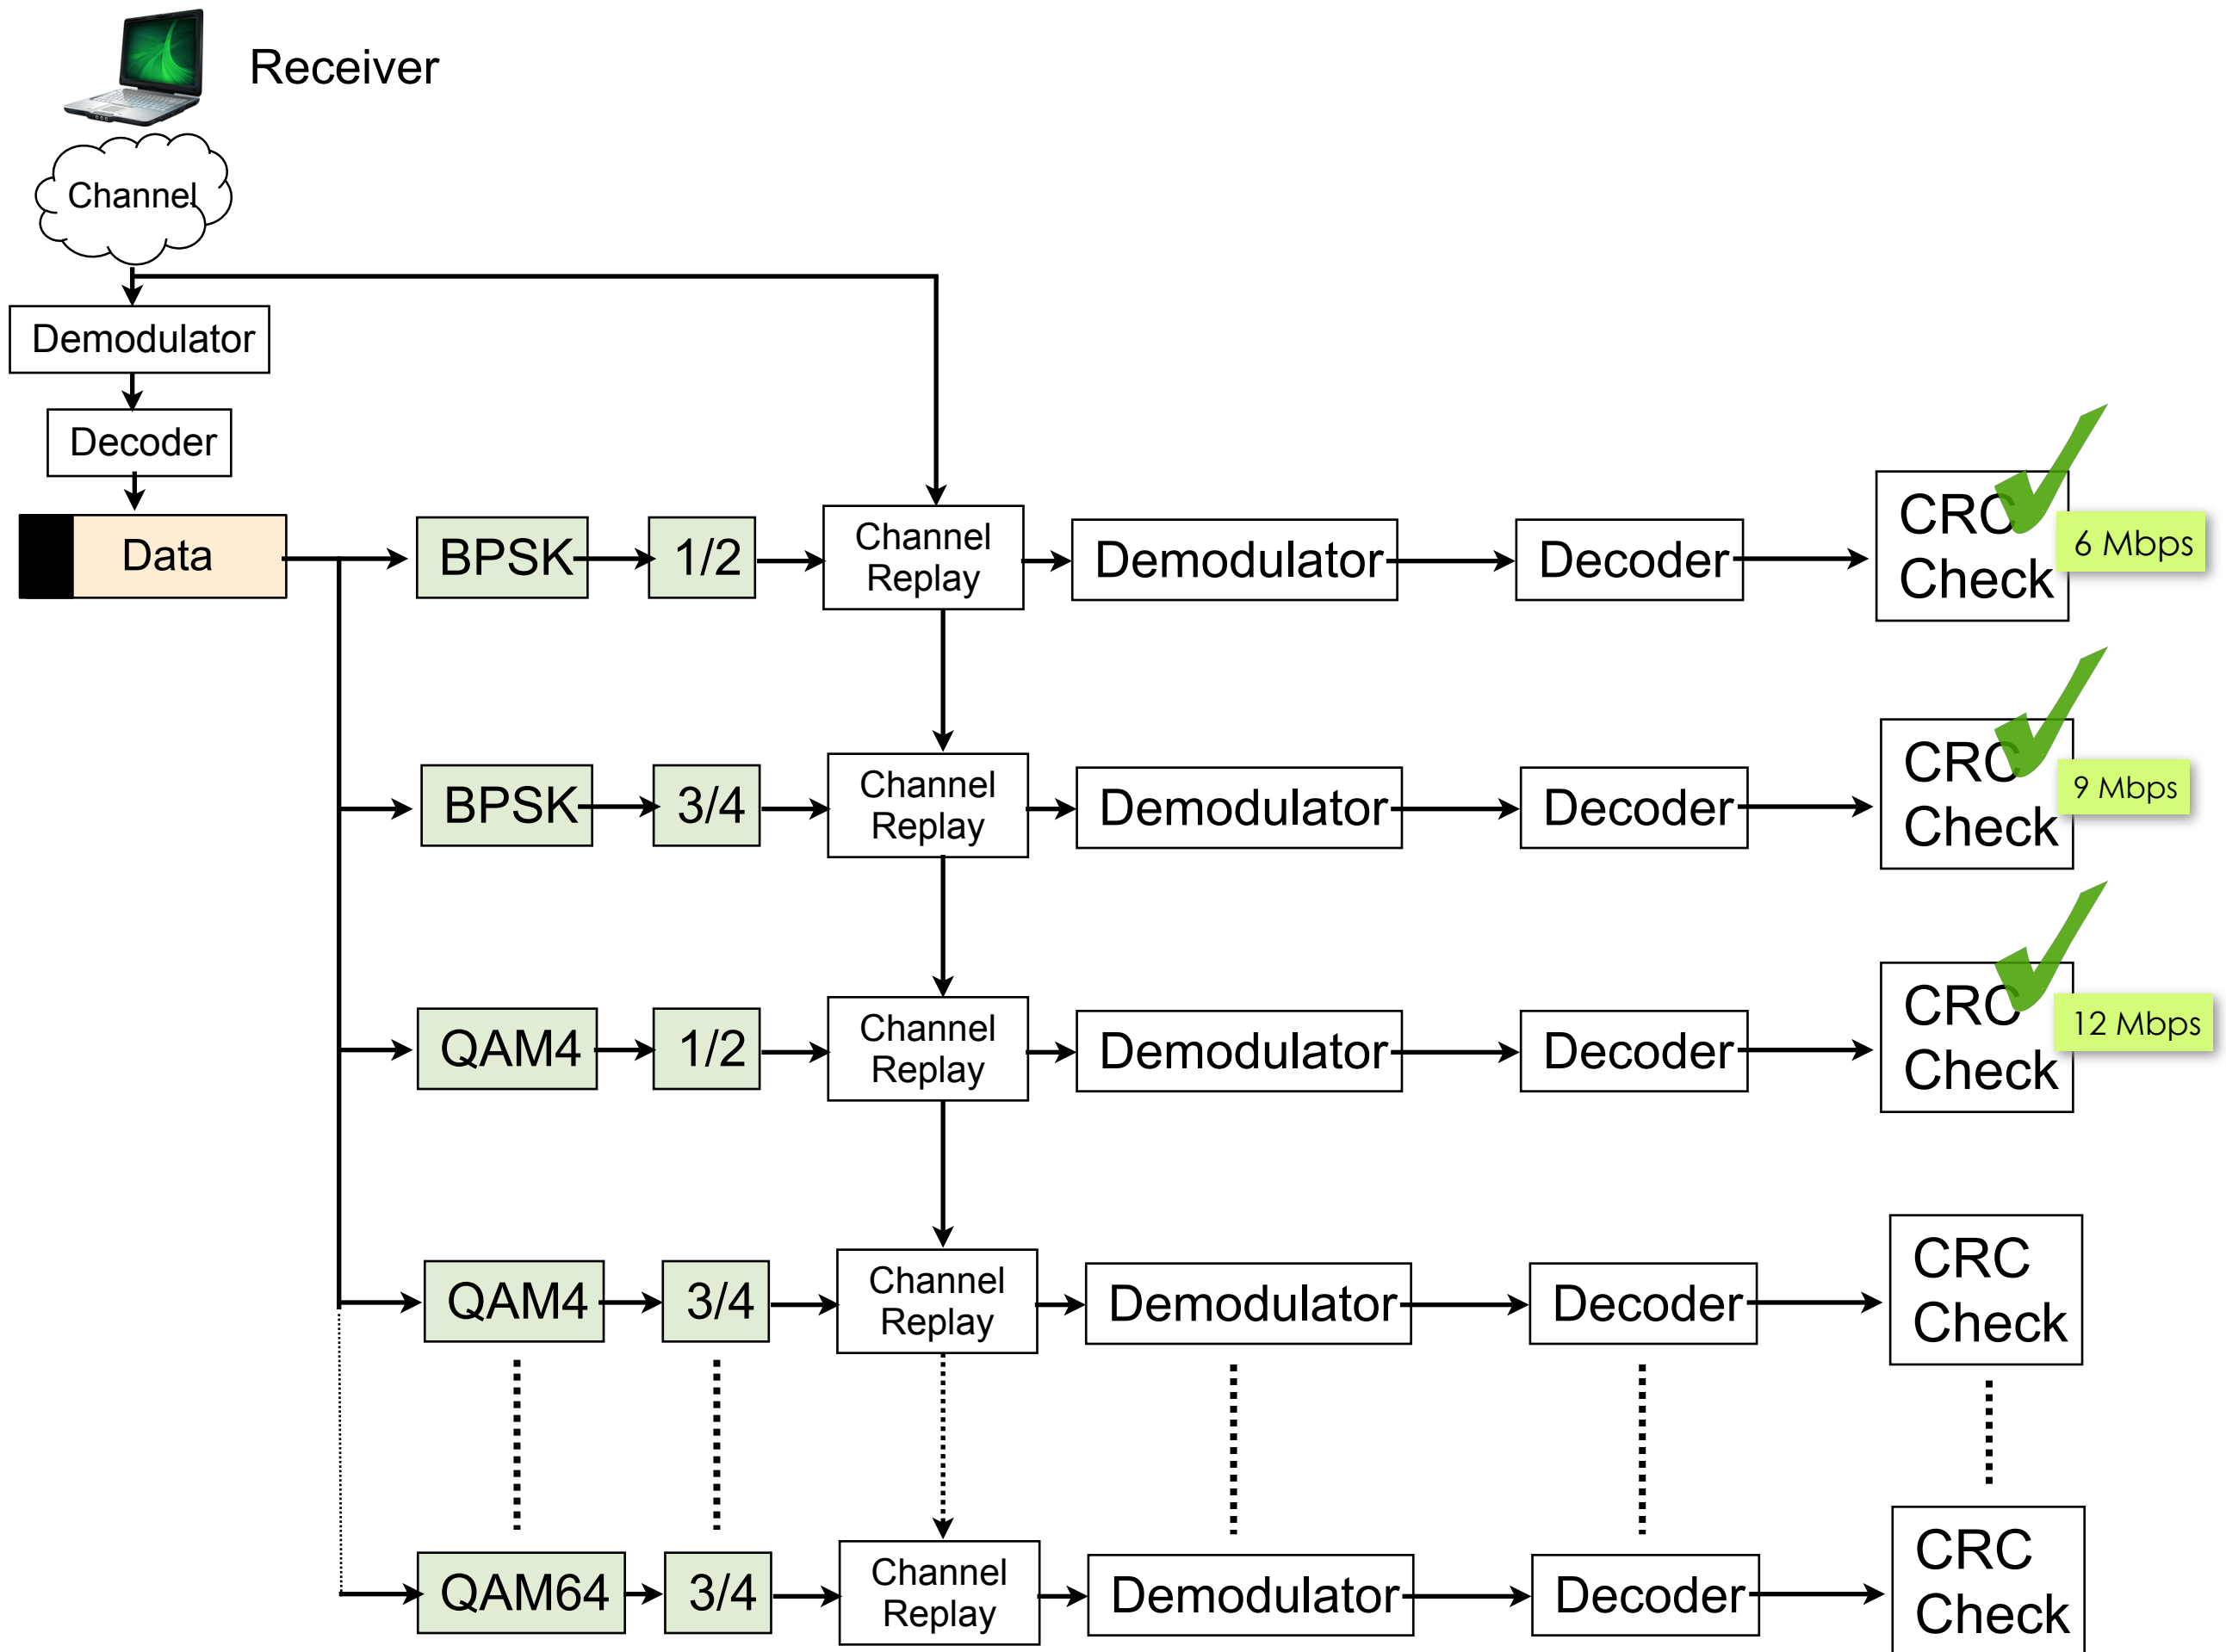 Receiver
Channel
Demodulator
Decoder
Data
BPSK
1/2
Channel
Replay
Demodulator
Decoder
CRC
Check
6 Mbps
BPSK
3/4
Channel
Replay
Demodulator
Decoder
CRC
Check
9 Mbps
QAM4
1/2
Channel
Replay
Demodulator
Decoder
CRC
Check
12 Mbps
QAM4
3/4
Channel
Replay
Demodulator
Decoder
CRC
Check
QAM64
3/4
Channel
Replay
Demodulator
Decoder
CRC
Check